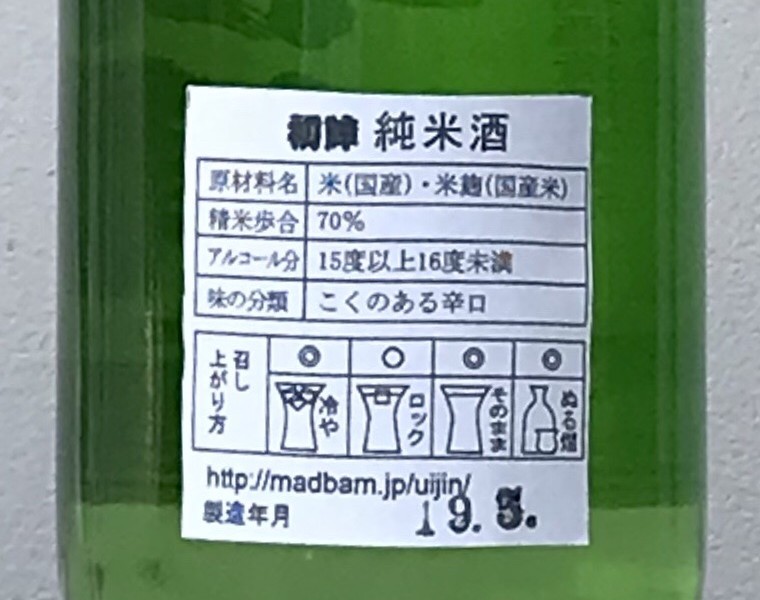 初陣 純米酒
原材料名 米(国産)・米麹(国産米)
精米歩合 70%
アルコール分 15度以上16度未満
味の分類 こくのある辛口
召し上がり方
◎ ○ ◎ ◎
冷や ロック そのまま ぬる燗
http://madbam.jp/uijin/
製造年月 19. 5.